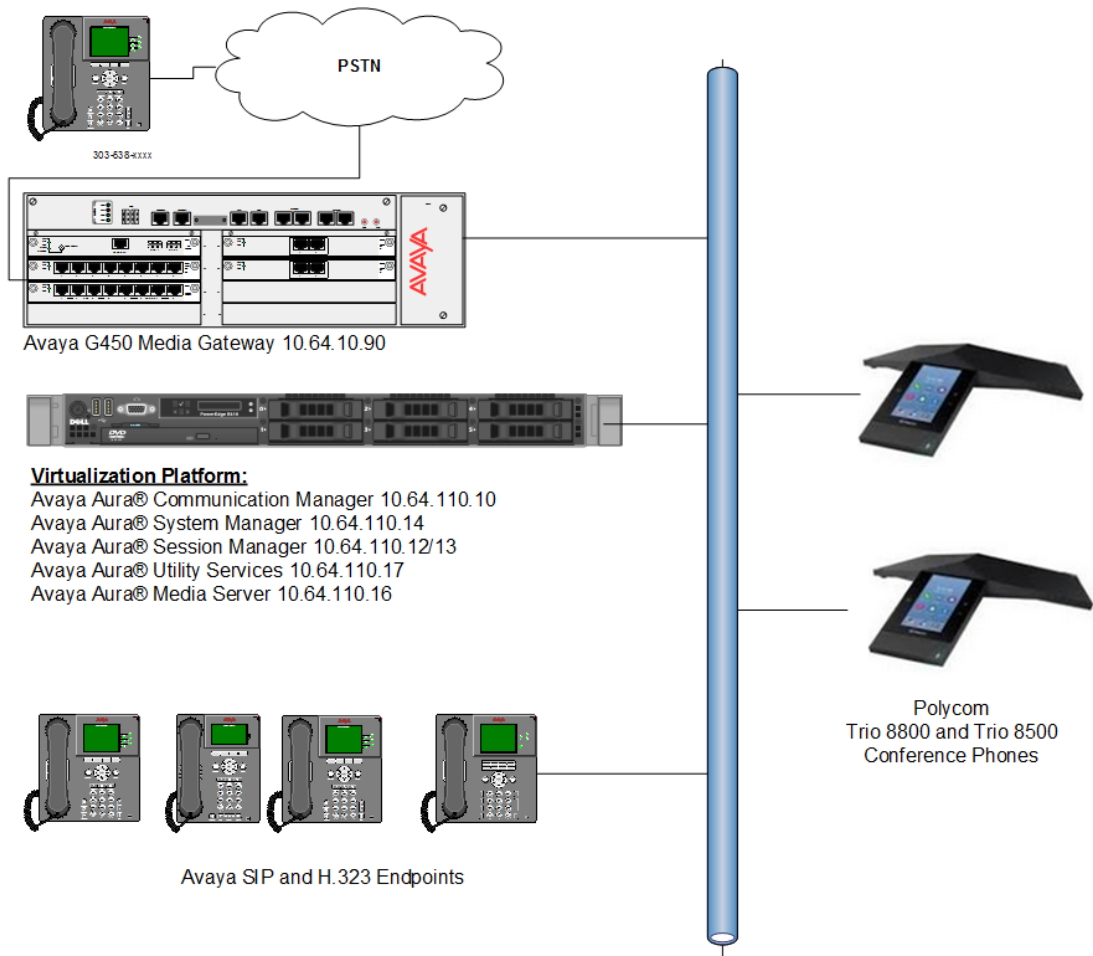 PSTN
303-638-xxxx
AVAYA
Avaya G450 Media Gateway 10.64.10.90
DELL
DVD
Virtualization Platform:
Avaya Aura® Communication Manager 10.64.110.10
Avaya Aura® System Manager 10.64.110.14
Avaya Aura® Session Manager 10.64.110.12/13
Avaya Aura® Utility Services 10.64.110.17
Avaya Aura® Media Server 10.64.110.16
Polycom
Trio 8800 and Trio 8500
Conference Phones
Avaya SIP and H.323 Endpoints